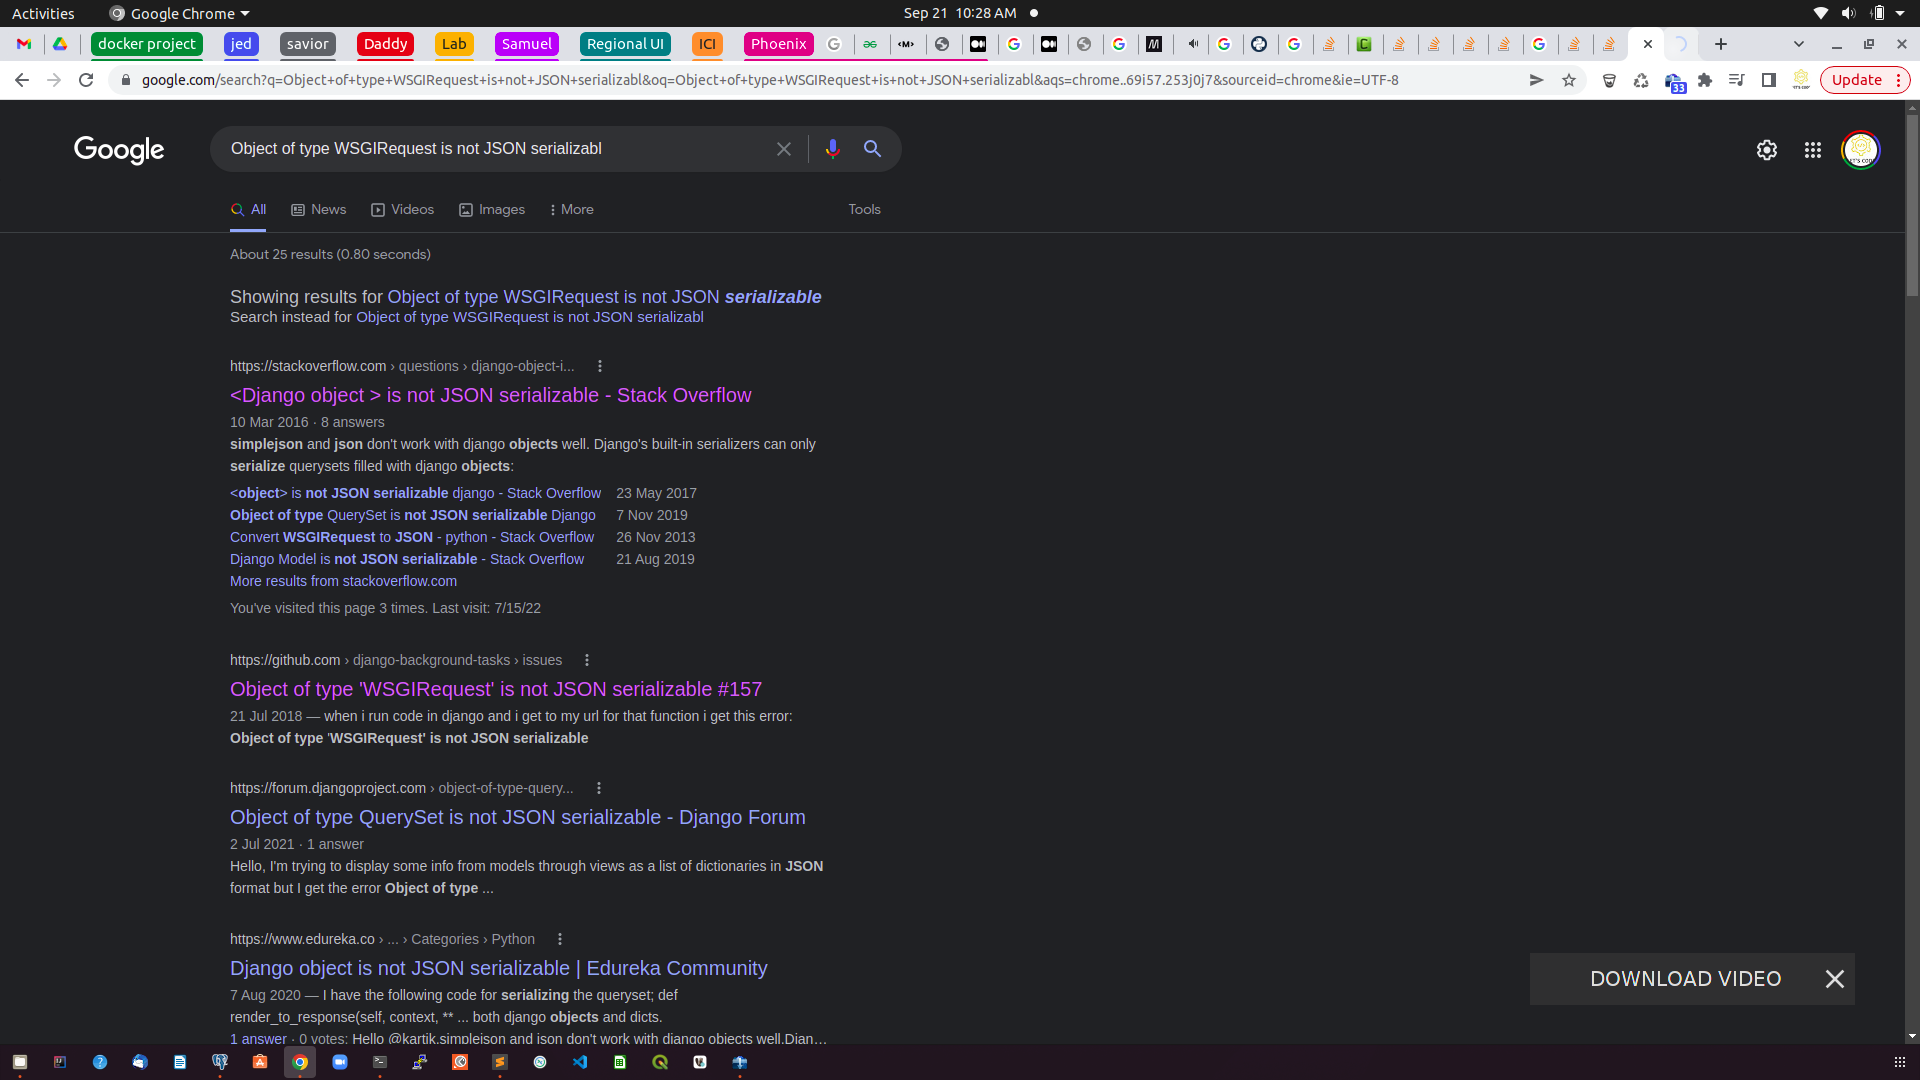 Activities
Google Chrome
Sep 21 10:28 AM
docker project
jed
savior
Daddy
Lab
Samuel
Regional UI
ICI
Phoenix
google.com/search?q=Object+of+type+WSGIRequest+is+not+JSON+serializabl&oq=Object+of+type+WSGIRequest+is+not+JSON+serializabl&aqs=chrome..69i57.253j0j7&sourceid=chrome&ie=UTF-8
33
Update
Google
Object of type WSGIRequest is not JSON serializabl
All
News
Videos
Images
More
Tools
About 25 results (0.80 seconds)
Showing results for Object of type WSGIRequest is not JSON serializable
Search instead for Object of type WSGIRequest is not JSON serializabl
https://stackoverflow.com › questions › django-object-i...
<Django object > is not JSON serializable - Stack Overflow
10 Mar 2016 · 8 answers
simplejson and json don't work with django objects well. Django's built-in serializers can only
serialize querysets filled with django objects:
<object> is not JSON serializable django - Stack Overflow 23 May 2017
Object of type QuerySet is not JSON serializable Django 7 Nov 2019
Convert WSGIRequest to JSON - python - Stack Overflow 26 Nov 2013
Django Model is not JSON serializable - Stack Overflow 21 Aug 2019
More results from stackoverflow.com
You've visited this page 3 times. Last visit: 7/15/22
https://github.com › django-background-tasks › issues
Object of type 'WSGIRequest' is not JSON serializable #157
21 Jul 2018 — when i run code in django and i get to my url for that function i get this error:
Object of type 'WSGIRequest' is not JSON serializable
https://forum.djangoproject.com › object-of-type-query...
Object of type QuerySet is not JSON serializable - Django Forum
2 Jul 2021 · 1 answer
Hello, I'm trying to display some info from models through views as a list of dictionaries in JSON
format but I get the error Object of type ...
https://www.edureka.co › ... › Categories › Python
Django object is not JSON serializable | Edureka Community
7 Aug 2020 — I have the following code for serializing the queryset; def
render_to_response(self, context, ** ... both django objects and dicts.
1 answer · 0 votes: Hello @kartik,simplejson and json don't work with django objects well.Djan...
DOWNLOAD VIDEO